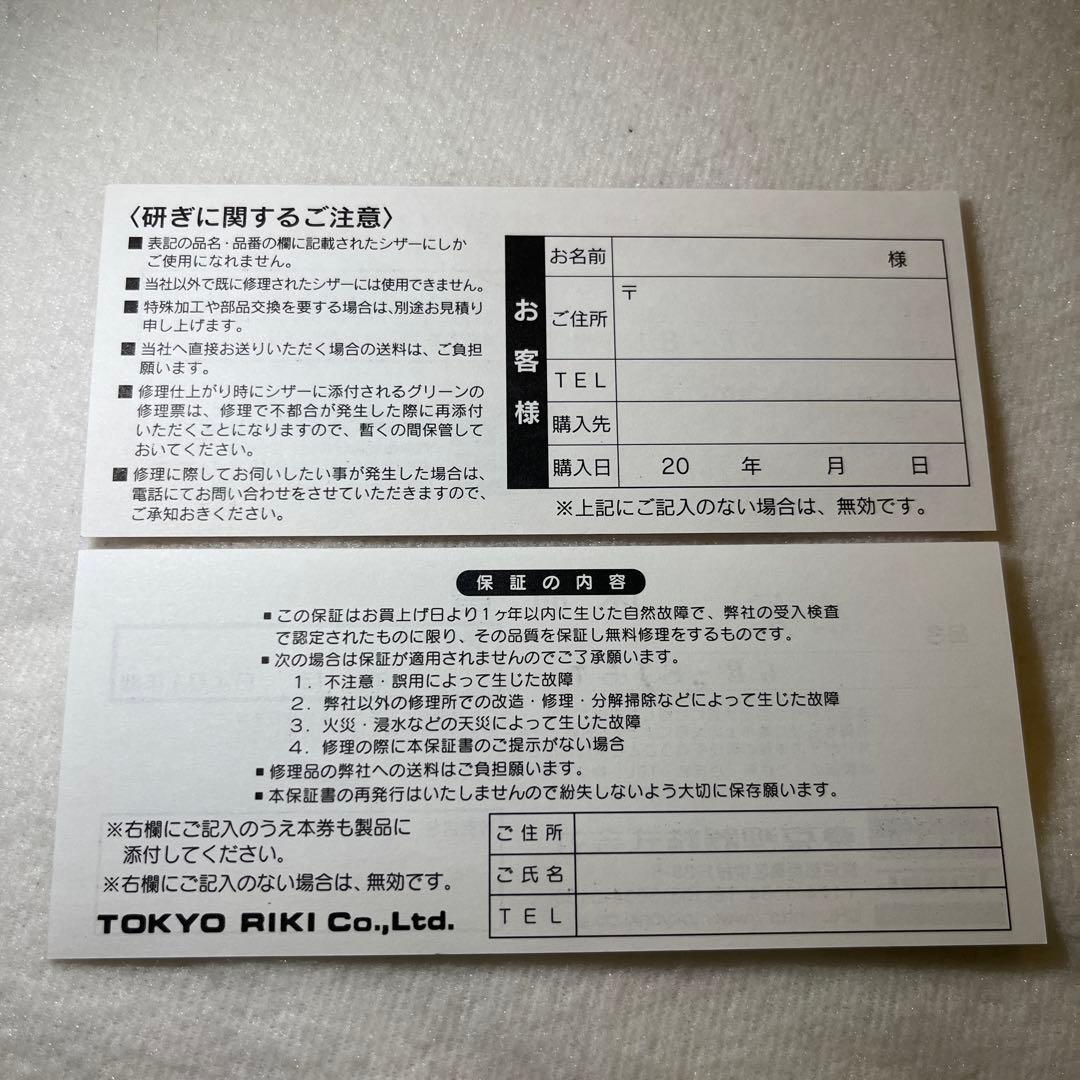 〈研ぎに関するご注意〉
■ 表記の品名・品番の欄に記載されたシザーにしか
ご使用になれません。
■ 当社以外で既に修理されたシザーには使用できません。
■ 特殊加工や部品交換を要する場合は、別途お見積り
申し上げます。
■ 当社へ直接お送りいただく場合の送料は、ご負担
願います。
■ 修理仕上がり時にシザーに添付されるグリーンの
修理票は、修理で不都合が発生した際に再添付
いただくことになりますので、暫くの間保管して
おいてください。
■ 修理に際してお伺いしたい事が発生した場合は、
電話にてお問い合わせをさせていただきますので、
ご承知おきください。
お客様
お名前 様
ご住所 〒
TEL
購入先
購入日 20 年 月 日
※上記にご記入のない場合は、無効です。
保証の内容
■ この保証はお買上げ日より1ヶ年以内に生じた自然故障で、弊社の受入検査
で認定されたものに限り、その品質を保証し無料修理をするものです。
■ 次の場合は保証が適用されませんのでご了承願います。
1．不注意・誤用によって生じた故障
2．弊社以外の修理所での改造・修理・分解掃除などによって生じた故障
3．火災・浸水などの天災によって生じた故障
4．修理の際に本保証書のご提示がない場合
■ 修理品の弊社への送料はご負担願います。
■ 本保証書の再発行はいたしませんので紛失しないよう大切に保存願います。
※右欄にご記入のうえ本券も製品に
添付してください。
※右欄にご記入のない場合は、無効です。
TOKYO RIKI Co.,Ltd.
ご住所
ご氏名
TEL